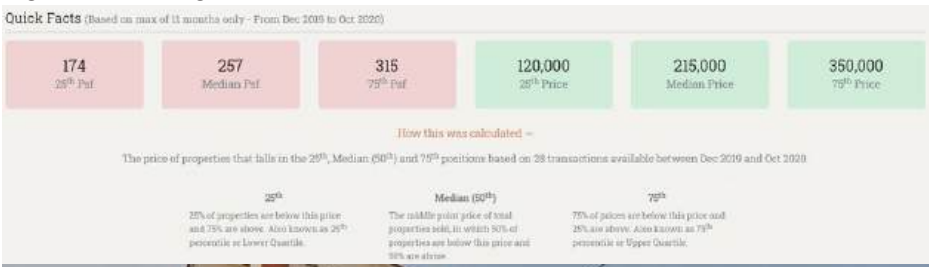 Quick Facts (Based on max of 11 months only - From Dec 2019 to Oct 2020)
174
25th Psf
257
Median Psf
315
75th Psf
120,000
25th Price
215,000
Median Price
350,000
75th Price
How this was calculated –
The price of properties that falls in the 25th, Median (50th) and 75th positions based on 28 transactions available between Dec 2019 and Oct 2020
25th
25% of properties are below this price
and 75% are above. Also known as 25th
percentile or Lower Quartile.
Median (50th)
The middle point price of total
properties sold, in which 50% of
properties are below this price and
50% are above
75th
75% of prices are below this price and
25% are above. Also known as 75th
percentile or Upper Quartile.